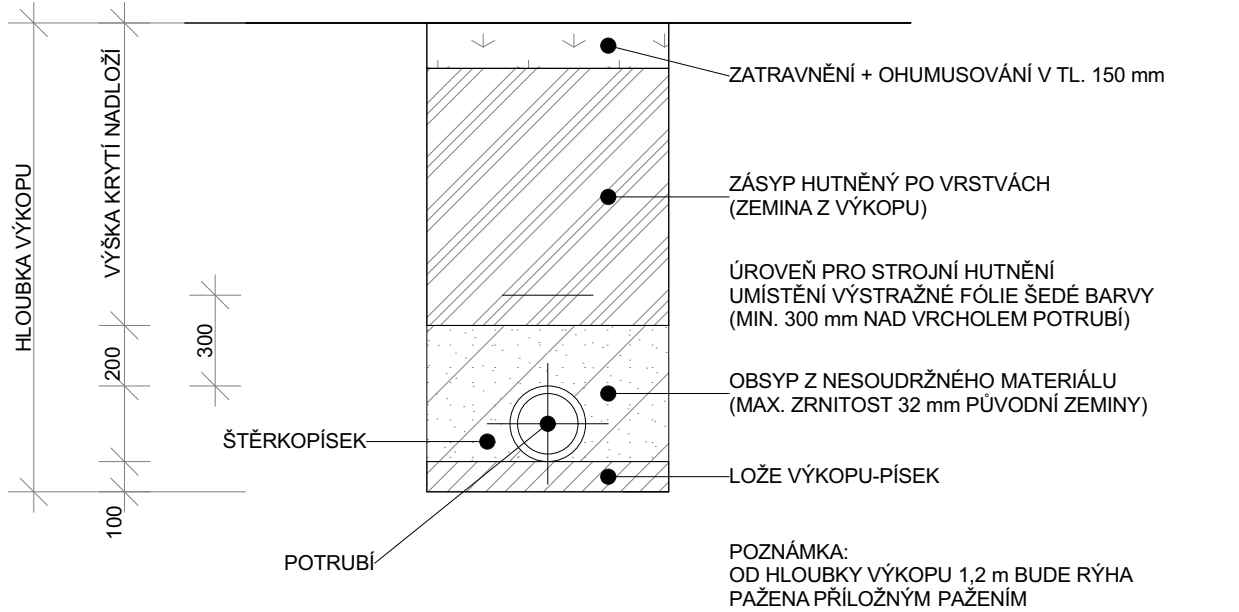 HLOUBKA VÝKOPU
VÝŠKA KRYTÍ NADLOŽÍ
200
100
300
ZATRAVNĚNÍ + OHUMUSOVÁNÍ V TL. 150 mm
ZÁSYP HUTNĚNÝ PO VRSTVÁCH
(ZEMINA Z VÝKOPU)
ÚROVEŇ PRO STROJNÍ HUTNĚNÍ
UMÍSTĚNÍ VÝSTRAŽNÉ FÓLIE ŠEDÉ BARVY
(MIN. 300 mm NAD VRCHOLEM POTRUBÍ)
OBSYP Z NESOUDRŽNÉHO MATERIÁLU
(MAX. ZRNITOST 32 mm PŮVODNÍ ZEMINY)
ŠTĚRKOPÍSEK
LOŽE VÝKOPU-PÍSEK
POTRUBÍ
POZNÁMKA:
OD HLOUBKY VÝKOPU 1,2 m BUDE RÝHA
PAŽENA PŘÍLOŽNÝM PAŽENÍM